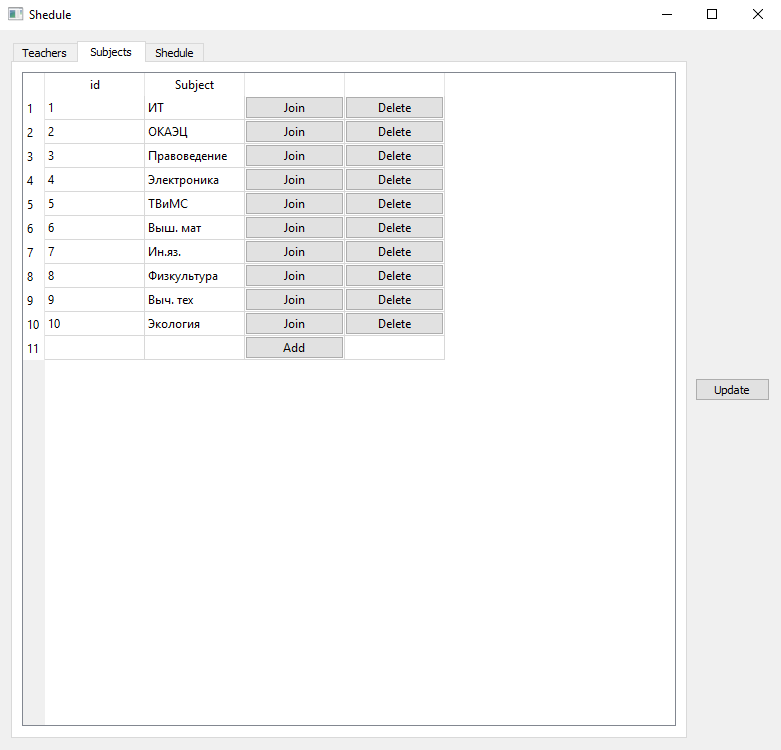 Shedule
Teachers Subjects Shedule
id Subject
1 1 ИТ Join Delete
2 2 ОКАЭЦ Join Delete
3 3 Правоведение Join Delete
4 4 Электроника Join Delete
5 5 ТВиМС Join Delete
6 6 Выш. мат Join Delete
7 7 Ин.яз. Join Delete
8 8 Физкультура Join Delete
9 9 Выч. тех Join Delete
10 10 Экология Join Delete
11 Add
Update